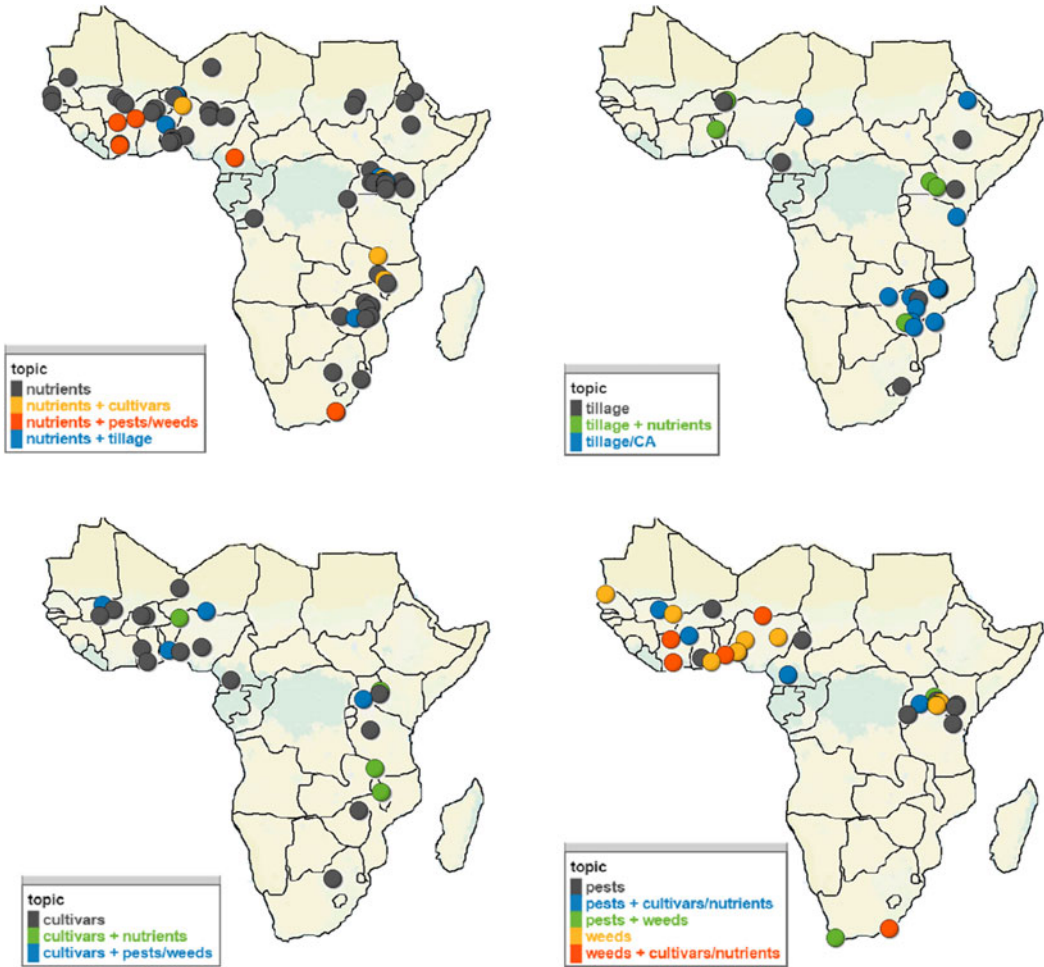 topic
nutrients
nutrients + cultivars
nutrients + pests/weeds
nutrients + tillage
topic
tillage
tillage + nutrients
tillage/CA
topic
cultivars
cultivars + nutrients
cultivars + pests/weeds
topic
pests
pests + cultivars/nutrients
pests + weeds
weeds
weeds + cultivars/nutrients